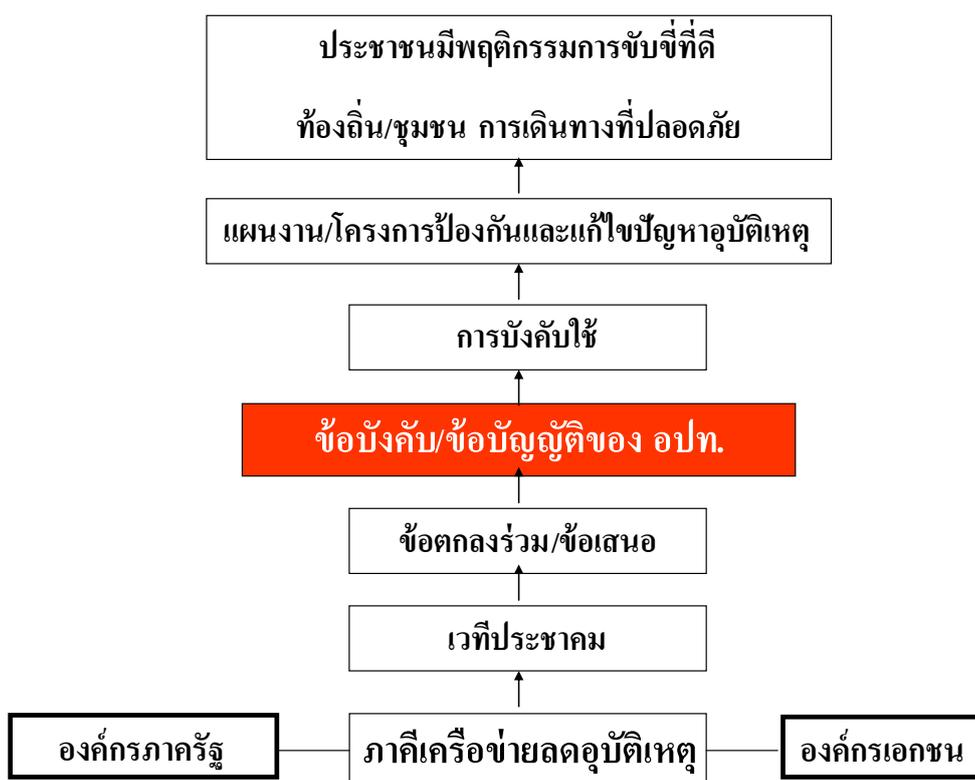 ประชาชนมีพฤติกรรมการขับขี่ที่ดี
ท้องถิ่น/ชุมชน การเดินทางที่ปลอดภัย
แผนงาน/โครงการป้องกันและแก้ไขปัญหาอุบัติเหตุ
การบังคับใช้
ข้อบังคับ/ข้อบัญญัติของ อปท.
ข้อตกลงร่วม/ข้อเสนอ
เวทีประชาคม
องค์กรภาครัฐ
ภาคีเครือข่ายลดอุบัติเหตุ
องค์กรเอกชน